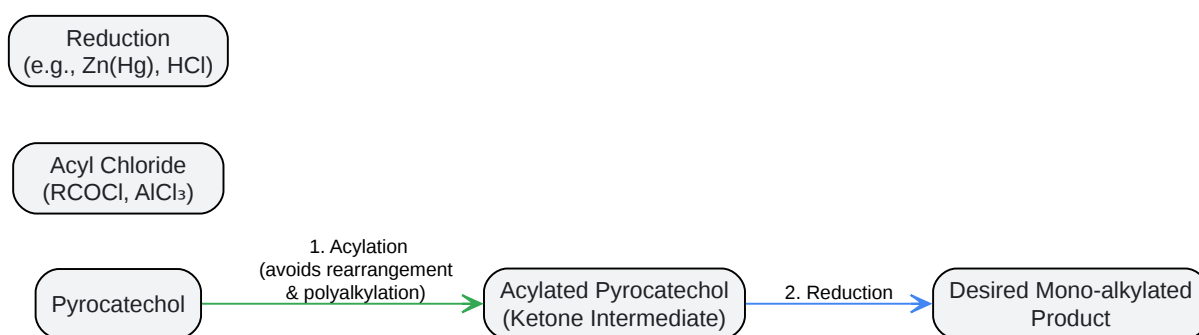 Reduction
(e.g., Zn(Hg), HCl)
Acyl Chloride
(RCOCl, AlCl₃)
1. Acylation
(avoids rearrangement
& polyalkylation)
Pyrocatechol
Acylated Pyrocatechol
(Ketone Intermediate)
2. Reduction
Desired Mono-alkylated
Product